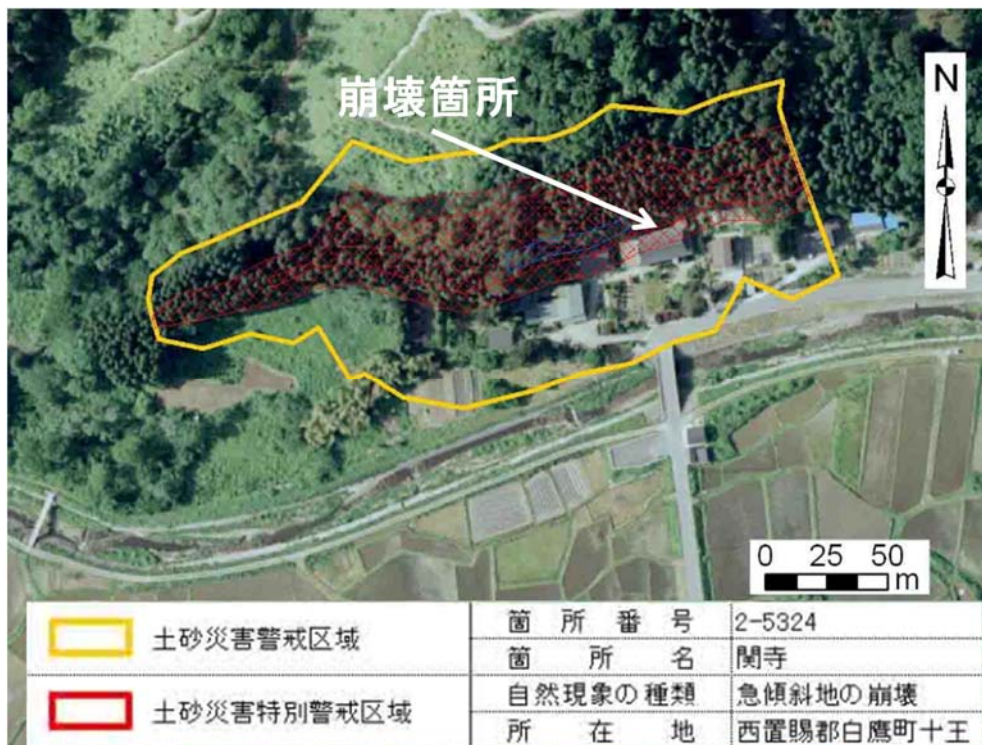 崩壊箇所
N
0 25 50
m
土砂災害警戒区域
土砂災害特別警戒区域
箇所番号 2-5324
箇所名 関寺
自然現象の種類 急傾斜地の崩壊
所在地 西置賜郡白鷹町十王